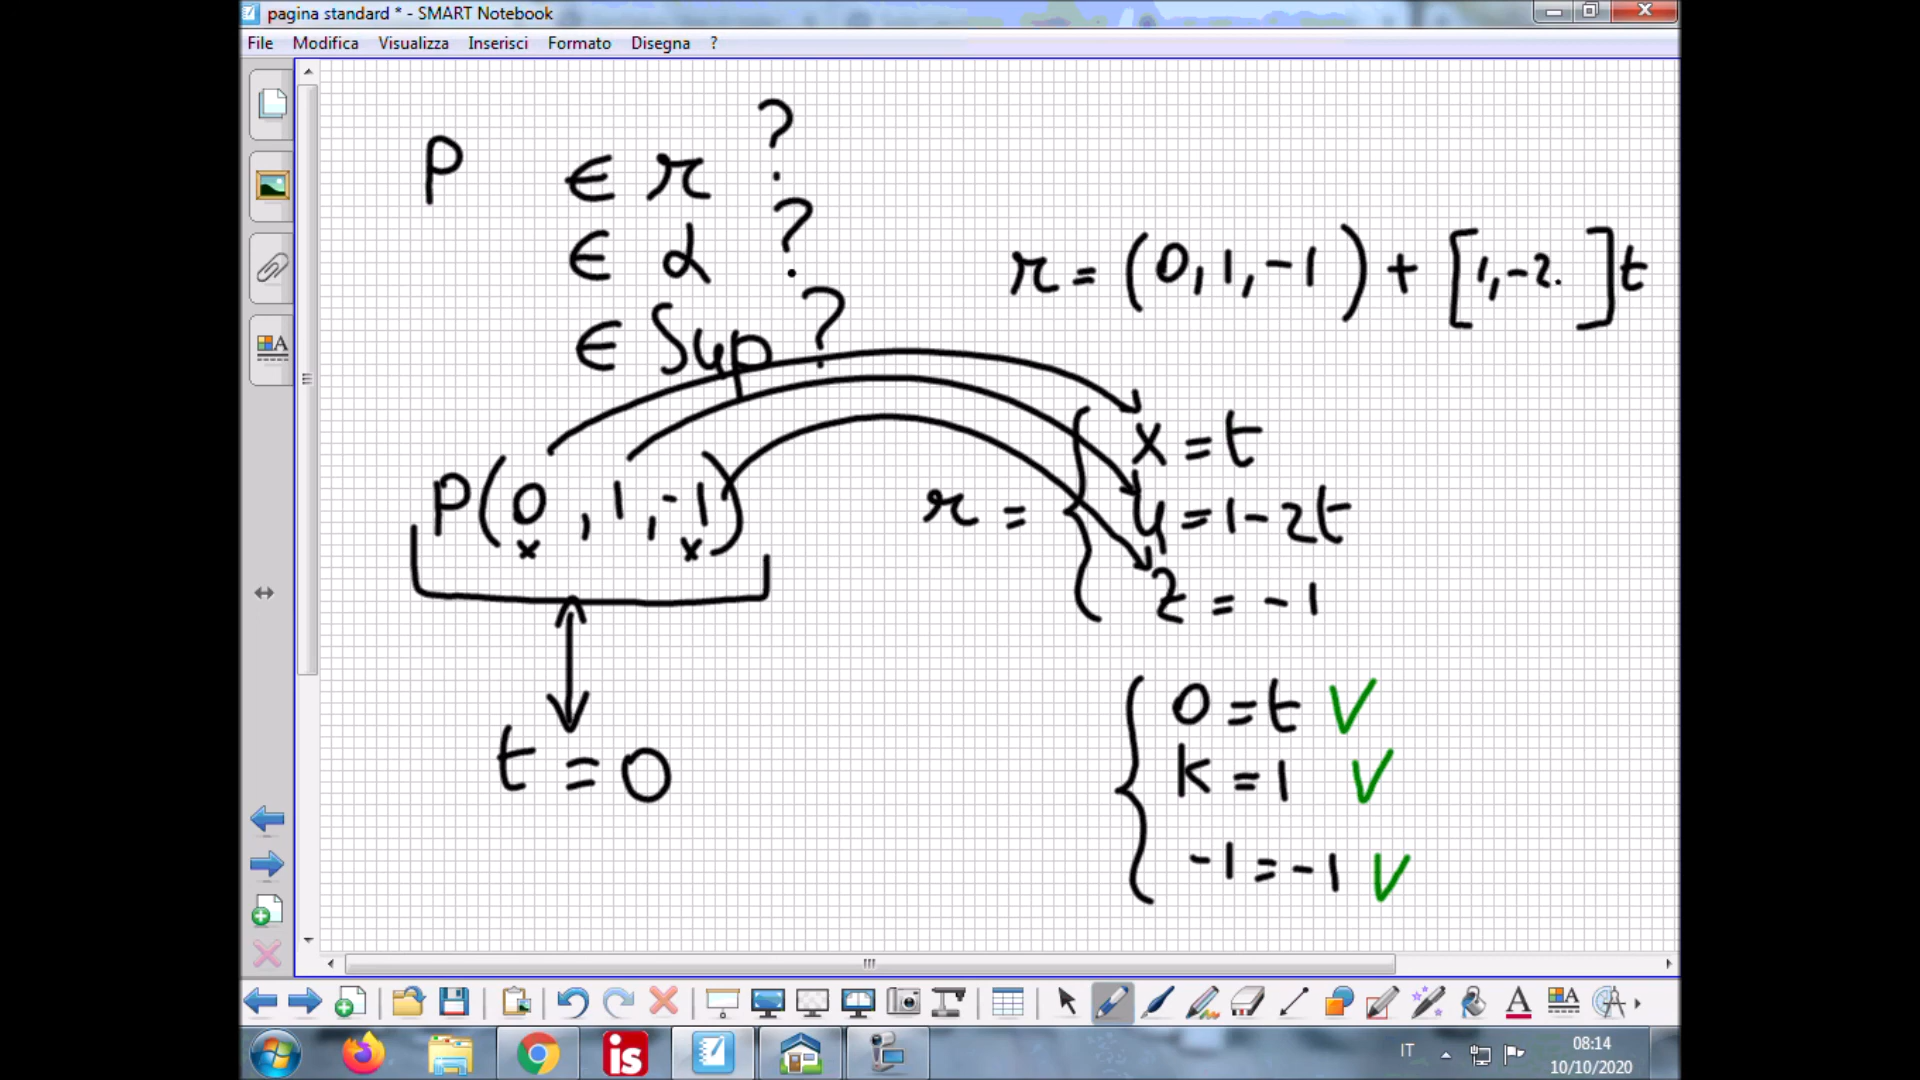 pagina standard * - SMART Notebook
File Modifica Visualizza Inserisci Formato Disegna ?
P ∈ r ?
∈ α ?
∈ Sup ?
r = (0, 1, -1) + [1, -2. ]t
P(0, 1, -1)
x x
r = { x = t
y = 1 - 2t
z = -1
t = 0
{ 0 = t V
K = 1 V
-1 = -1 V
IT
08:14
10/10/2020